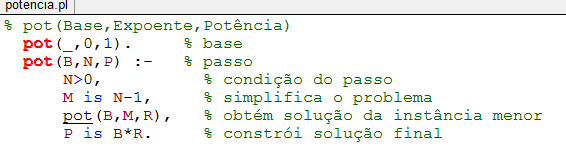 potencia.pl
% pot(Base,Expoente,Potência)
pot(_,0,1). % base
pot(B,N,P) :- % passo
N>0, % condição do passo
M is N-1, % simplifica o problema
pot(B,M,R), % obtém solução da instância menor
P is B*R. % constrói solução final